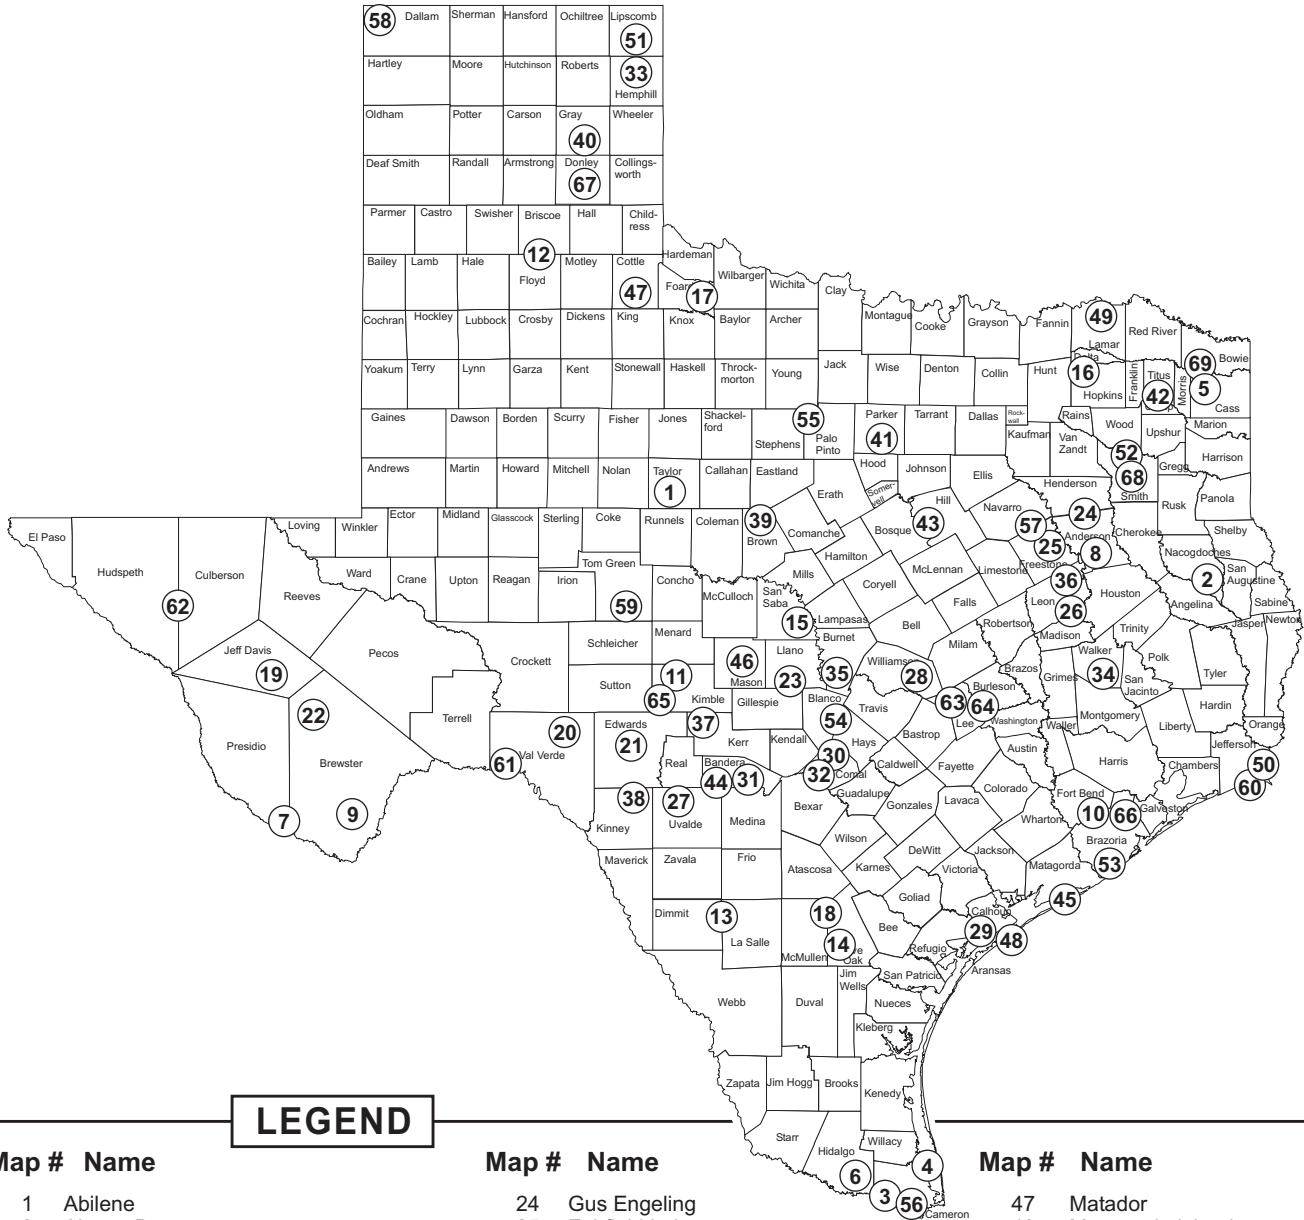 58 Dallam Sherman Hansford Ochiltree Lipscomb
51
Hartley Moore Hutchinson Roberts 33
Hemphill
Oldham Potter Carson Gray Wheeler
40
Deaf Smith Randall Armstrong Donley Collings-
worth
67
Parmer Castro Swisher Briscoe Hall Child-
ress
12
Bailey Lamb Hale Floyd Motley Cottle Hardeman
47 17 Wilbarger Wichita Clay
Cochran Hockley Lubbock Crosby Dickens King Knox Baylor Archer Montague Cooke Grayson Fannin 49 Lamar Red River Bowie
Yoakum Terry Lynn Garza Kent Stonewall Haskell Throck-
morton Young Jack Wise Denton Collin Hunt 16 Hopkins Franklin Titus 42 Morris 69 5 Cass
Gaines Dawson Borden Scurry Fisher Jones Shackel-
ford Stephens 55 Palo
Pinto Parker 41 Tarrant Dallas Rock-
wall Kaufman Rains Van
Zandt Wood Upshur Marion
Andrews Martin Howard Mitchell Nolan Taylor 1 Callahan Eastland Hood Johnson Ellis Henderson 52 68 Smith Gregg Harrison
Erath Somer-
vell Hill Navarro 24 Rusk Panola
El Paso Hudspeth Culberson Loving Winkler Ector Midland Glasscock Sterling Coke Runnels Coleman 39 Brown Comanche Bosque 43 57 25 Freestone Anderson 8 Cherokee Shelby
Reeves Ward Crane Upton Reagan Tom Green Irion Concho Hamilton Mills McLennan Limestone 36 Nacogdoches 2 San
Augustine
62 59 McCulloch San
Saba 15 Lampasas Coryell Falls Leon 26 Houston Angelina Sabine
Jeff Davis 19 Pecos Crockett Schleicher Menard Burnet Bell Milam Robertson Madison Trinity Jasper Newton
Sutton 11 65 Kimble 46 Mason Llano 23 35 Williamson 28 Brazos Grimes Walker 34 San
Jacinto Polk Tyler
Presidio 22 Brewster Terrell Gillespie Blanco 54 Travis 63 64 Burleson Lee Washington Waller Montgomery Liberty Hardin Orange
61 20 Val Verde Edwards 21 37 Kerr Kendall Hays 30 Bastrop Austin Harris Jefferson
Real Bandera 44 31 32 Comal Caldwell Fayette Chambers 50 60
7 9 38 27 Uvalde Bexar Guadalupe Gonzales Lavaca Colorado Fort Bend 10 66 Galveston
Kinney Medina Wilson Wharton Brazoria
Maverick Zavala Frio Atascosa Karnes DeWitt Victoria Jackson Matagorda 53
Dimmit 13 18 Goliad 45
La Salle McMullen 14 Oak Bee Refugio Calhoun 29 48
Aransas
Webb Duval Jim
Wells San Patricio
Nueces
Kleberg
Zapata Jim Hogg Brooks Kenedy
Starr Hidalgo Willacy
6 3 56 4
Cameron
LEGEND
Map # Name
1 Abilene
Map # Name
24 Gus Engeling
Map # Name
47 Matador